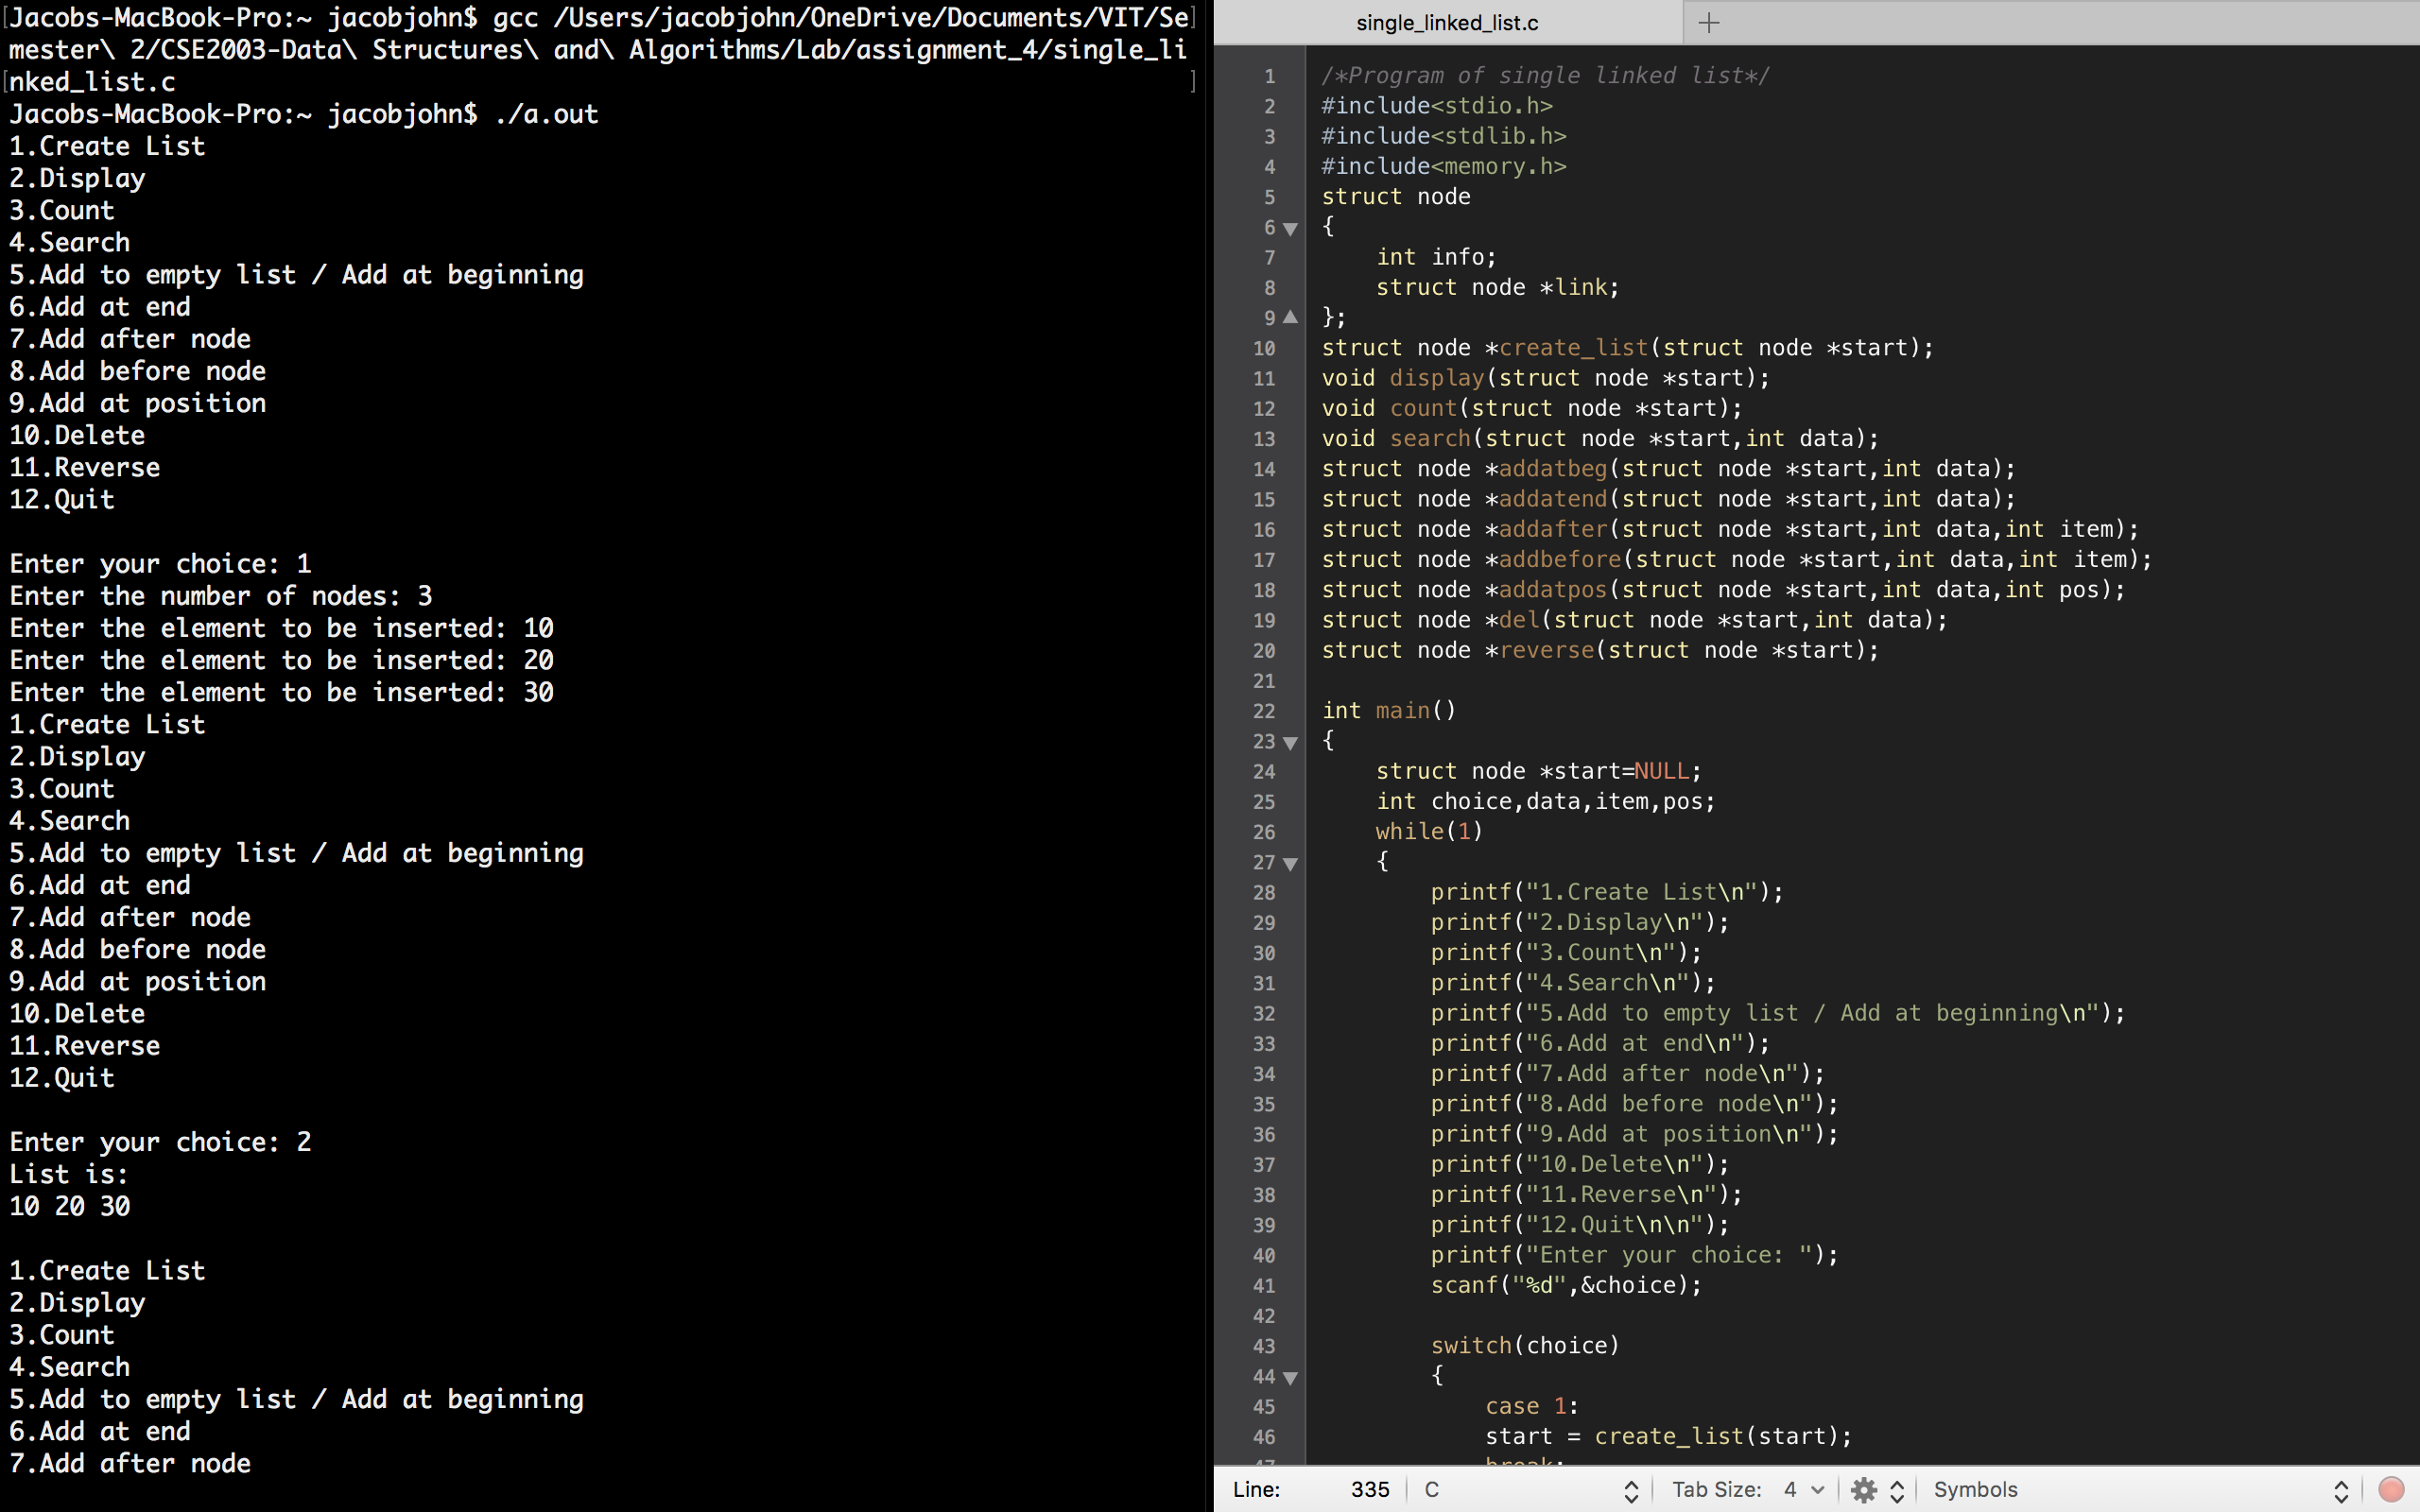 Jacobs-MacBook-Pro:~ jacobjohn$ gcc /Users/jacobjohn/OneDrive/Documents/VIT/Se
mester\ 2/CSE2003-Data\ Structures\ and\ Algorithms/Lab/assignment_4/single_li
nked_list.c
Jacobs-MacBook-Pro:~ jacobjohn$ ./a.out
1.Create List
2.Display
3.Count
4.Search
5.Add to empty list / Add at beginning
6.Add at end
7.Add after node
8.Add before node
9.Add at position
10.Delete
11.Reverse
12.Quit
Enter your choice: 1
Enter the number of nodes: 3
Enter the element to be inserted: 10
Enter the element to be inserted: 20
Enter the element to be inserted: 30
1.Create List
2.Display
3.Count
4.Search
5.Add to empty list / Add at beginning
6.Add at end
7.Add after node
8.Add before node
9.Add at position
10.Delete
11.Reverse
12.Quit
Enter your choice: 2
List is:
10 20 30
1.Create List
2.Display
3.Count
4.Search
5.Add to empty list / Add at beginning
6.Add at end
7.Add after node
single_linked_list.c
1 /*Program of single linked list*/
2 #include<stdio.h>
3 #include<stdlib.h>
4 #include<memory.h>
5 struct node
6 {
7 int info;
8 struct node *link;
9 };
10 struct node *create_list(struct node *start);
11 void display(struct node *start);
12 void count(struct node *start);
13 void search(struct node *start,int data);
14 struct node *addatbeg(struct node *start,int data);
15 struct node *addatend(struct node *start,int data);
16 struct node *addafter(struct node *start,int data,int item);
17 struct node *addbefore(struct node *start,int data,int item);
18 struct node *addatpos(struct node *start,int data,int pos);
19 struct node *del(struct node *start,int data);
20 struct node *reverse(struct node *start);
21
22 int main()
23 {
24 struct node *start=NULL;
25 int choice,data,item,pos;
26 while(1)
27 {
28 printf("1.Create List\n");
29 printf("2.Display\n");
30 printf("3.Count\n");
31 printf("4.Search\n");
32 printf("5.Add to empty list / Add at beginning\n");
33 printf("6.Add at end\n");
34 printf("7.Add after node\n");
35 printf("8.Add before node\n");
36 printf("9.Add at position\n");
37 printf("10.Delete\n");
38 printf("11.Reverse\n");
39 printf("12.Quit\n\n");
40 printf("Enter your choice: ");
41 scanf("%d",&choice);
42
43 switch(choice)
44 {
45 case 1:
46 start = create_list(start);
47 break;
Line: 335 C Tab Size: 4 Symbols